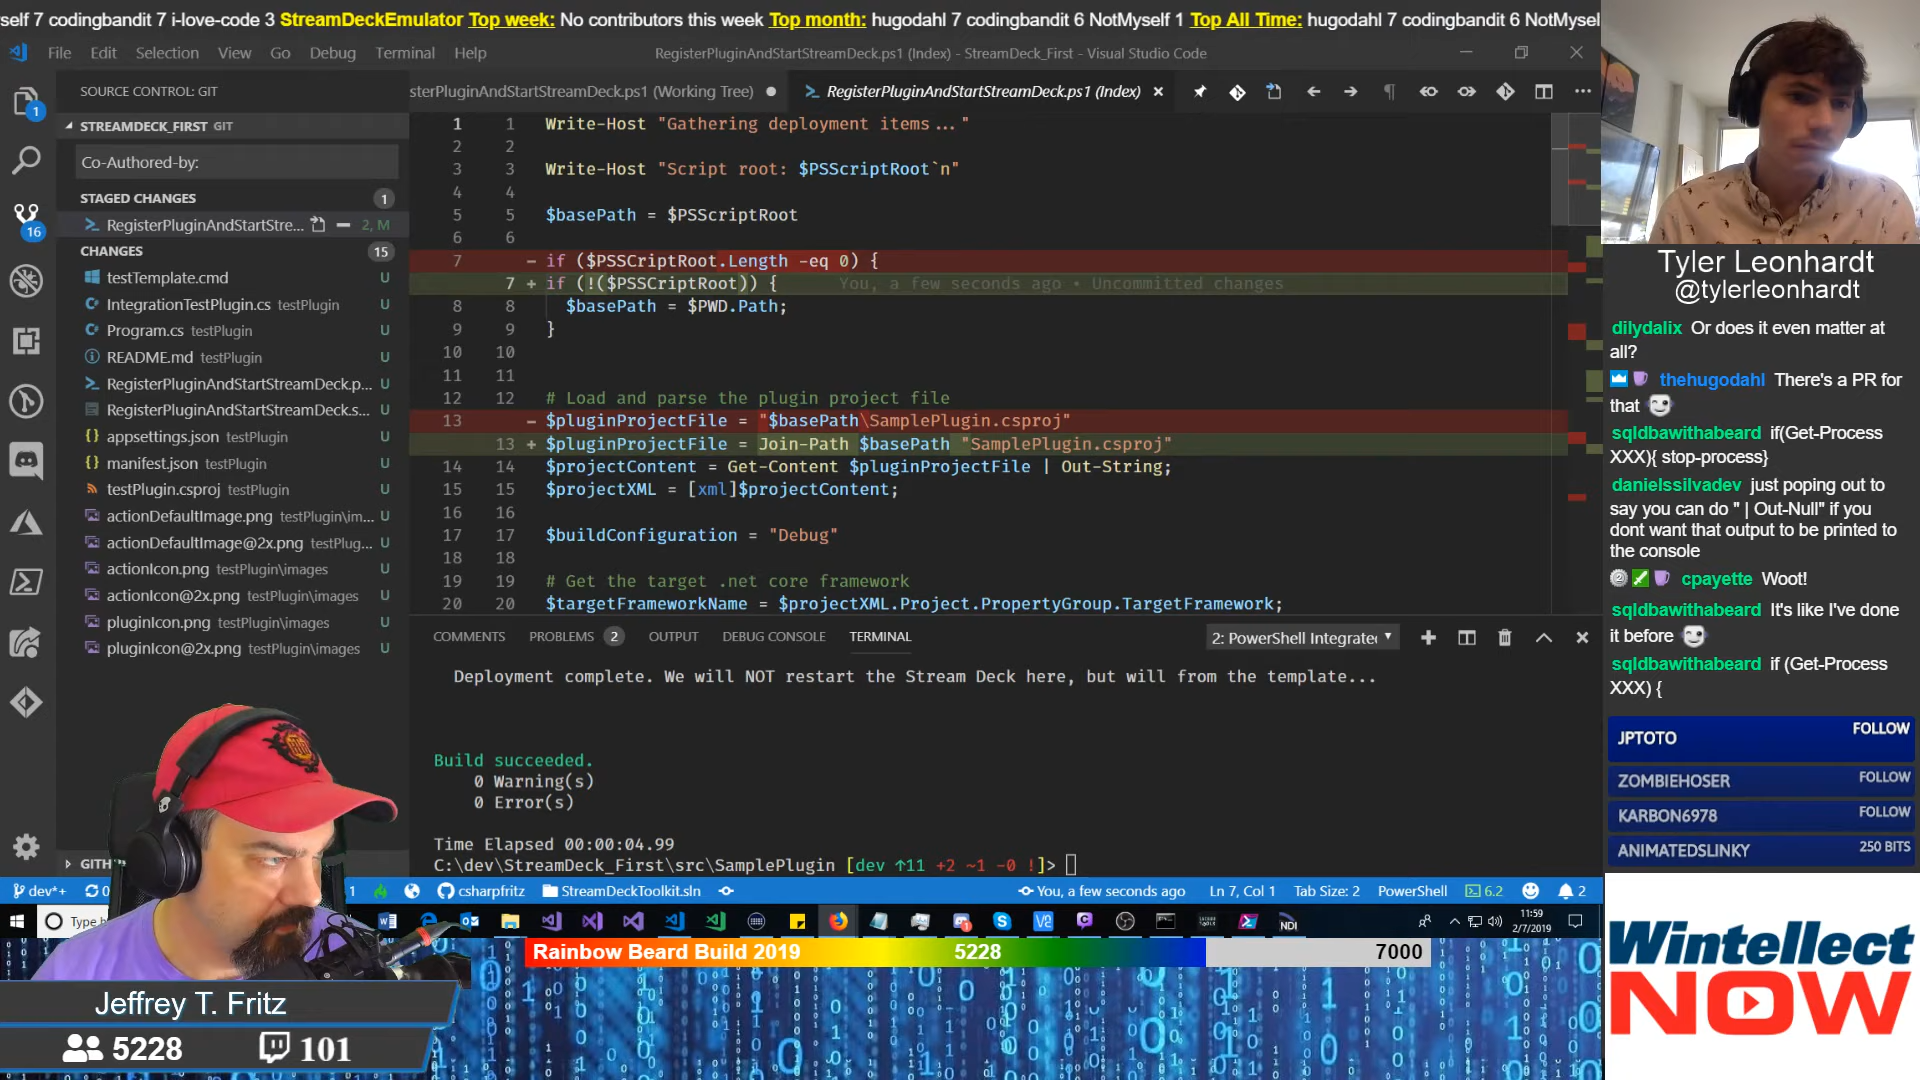 self 7 codingbandit 7 i-love-code 3 StreamDeckEmulator Top week: No contributors this week Top month: hugodahl 7 codingbandit 6 NotMyself 1 Top All Time: hugodahl 7 codingbandit 6 NotMysel
File Edit Selection View Go Debug Terminal Help
RegisterPluginAndStartStreamDeck.ps1 (Index) - StreamDeck_First - Visual Studio Code
SOURCE CONTROL: GIT
sterPluginAndStartStreamDeck.ps1 (Working Tree)
RegisterPluginAndStartStreamDeck.ps1 (Index)
1
STREAMDECK_FIRST GIT
Co-Authored-by:
STAGED CHANGES 1
RegisterPluginAndStartStre... 2, M
16
CHANGES 15
testTemplate.cmd U
IntegrationTestPlugin.cs testPlugin U
Program.cs testPlugin U
README.md testPlugin U
RegisterPluginAndStartStreamDeck.p... U
RegisterPluginAndStartStreamDeck.s... U
appsettings.json testPlugin U
manifest.json testPlugin U
testPlugin.csproj testPlugin U
actionDefaultImage.png testPlugin\im... U
actionDefaultImage@2x.png testPlug... U
actionIcon.png testPlugin\images U
actionIcon@2x.png testPlugin\images U
pluginIcon.png testPlugin\images U
pluginIcon@2x.png testPlugin\images U
GITH
1 1 Write-Host "Gathering deployment items..."
2 2
3 3 Write-Host "Script root: $PSScriptRoot`n"
4 4
5 5 $basePath = $PSScriptRoot
6 6
7 - if ($PSScriptRoot.Length -eq 0) {
7 + if (!($PSScriptRoot)) { You, a few seconds ago • Uncommitted changes
8 8 $basePath = $PWD.Path;
9 9 }
10 10
11 11
12 12 # Load and parse the plugin project file
13 - $pluginProjectFile = "$basePath\SamplePlugin.csproj"
13 + $pluginProjectFile = Join-Path $basePath "SamplePlugin.csproj"
14 14 $projectContent = Get-Content $pluginProjectFile | Out-String;
15 15 $projectXML = [xml]$projectContent;
16 16
17 17 $buildConfiguration = "Debug"
18 18
19 19 # Get the target .net core framework
20 20 $targetFrameworkName = $projectXML.Project.PropertyGroup.TargetFramework;
COMMENTS PROBLEMS 2 OUTPUT DEBUG CONSOLE TERMINAL
2: PowerShell Integrate
Deployment complete. We will NOT restart the Stream Deck here, but will from the template...
Build succeeded.
0 Warning(s)
0 Error(s)
Time Elapsed 00:00:04.99
C:\dev\StreamDeck_First\src\SamplePlugin [dev ↑11 +2 ~1 -0 !]>
dev*+ 0 1 csharpfritz StreamDeckToolkit.sln You, a few seconds ago Ln 7, Col 1 Tab Size: 2 PowerShell 6.2 2
Type h
NDI
11:59
2/7/2019
Rainbow Beard Build 2019 5228 7000
Jeffrey T. Fritz
5228 101
Tyler Leonhardt
@tylerleonhardt
dilydalix Or does it even matter at
all?
thehugodahl There's a PR for
that
sqldbawithabeard if(Get-Process
XXX){ stop-process}
danielssilvadev just poping out to
say you can do " | Out-Null" if you
dont want that output to be printed to
the console
cpayette Woot!
sqldbawithabeard It's like I've done
it before
sqldbawithabeard if (Get-Process
XXX) {
JPTOTO FOLLOW
ZOMBIEHOSER FOLLOW
KARBON6978 FOLLOW
ANIMATEDSLINKY 250 BITS
Wintellect
NOW